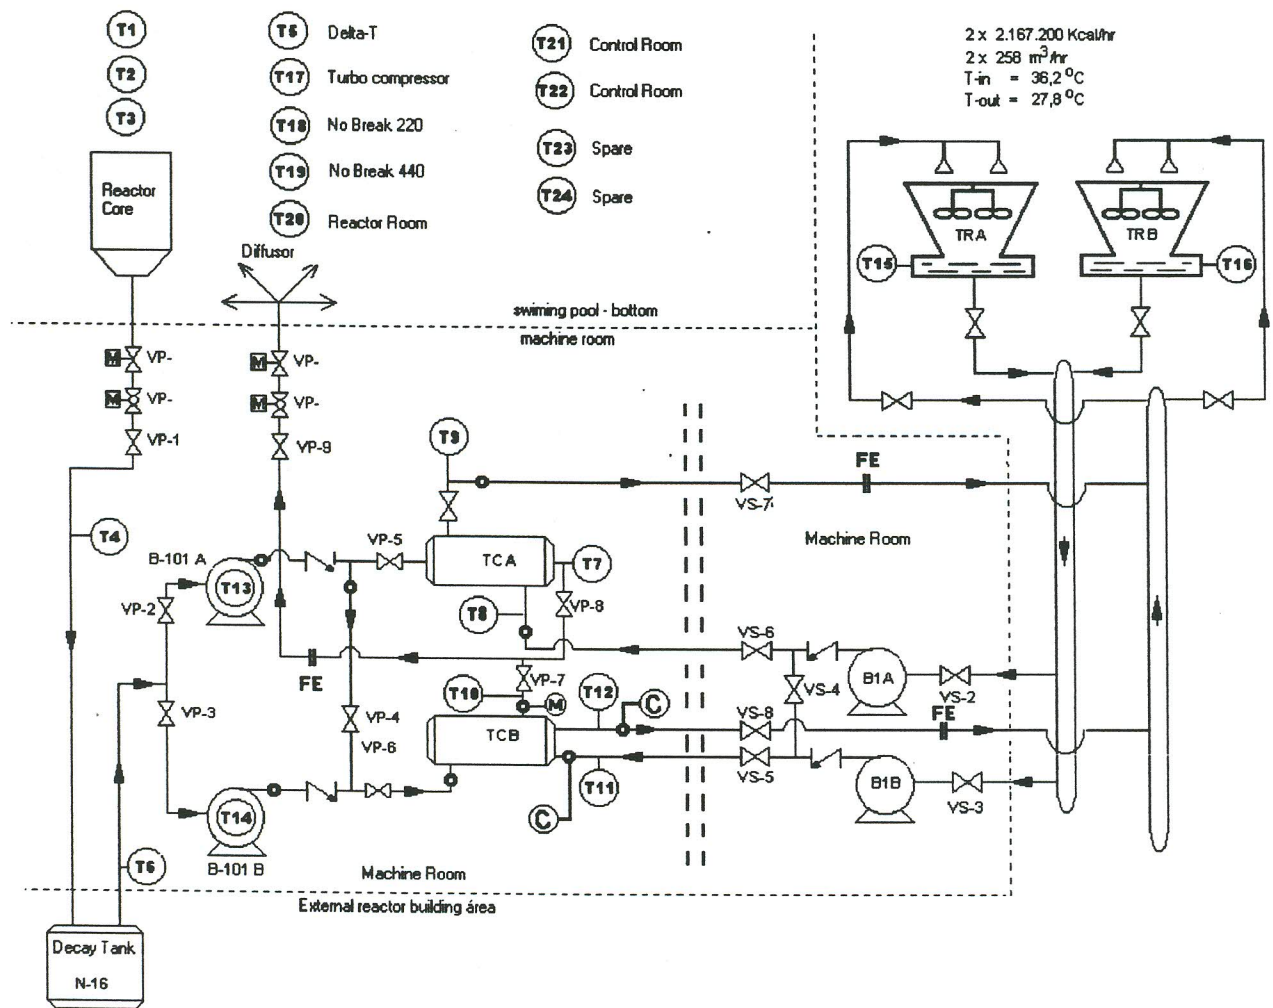 T1
T2
T3
T5 Delta-T
T17 Turbo compressor
T18 No Break 220
T19 No Break 440
T20 Reactor Room
T21 Control Room
T22 Control Room
T23 Spare
T24 Spare
2 x 2.167.200 Kcal/hr
2 x 258 m³/hr
T-in = 36,2 ºC
T-out = 27,8 ºC
Reactor
Core
Diffusor
TRA
TRB
T15
T16
swiming pool - bottom
machine room
M VP-
M VP-
M VP-
M VP-
VP-1
VP-9
T9
FE
VS-7
T4
B-101 A
VP-5
TCA
T7
Machine Room
T13
VP-2
T8
VP-8
VS-6
FE
VP-7
VS-4
B1A
VS-2
VP-3
T10
M
T12
C
VP-4
VS-8
FE
VP-6
TCB
VS-5
T11
B1B
VS-3
T14
C
B-101 B
T6
Machine Room
External reactor building área
Decay Tank
N-16